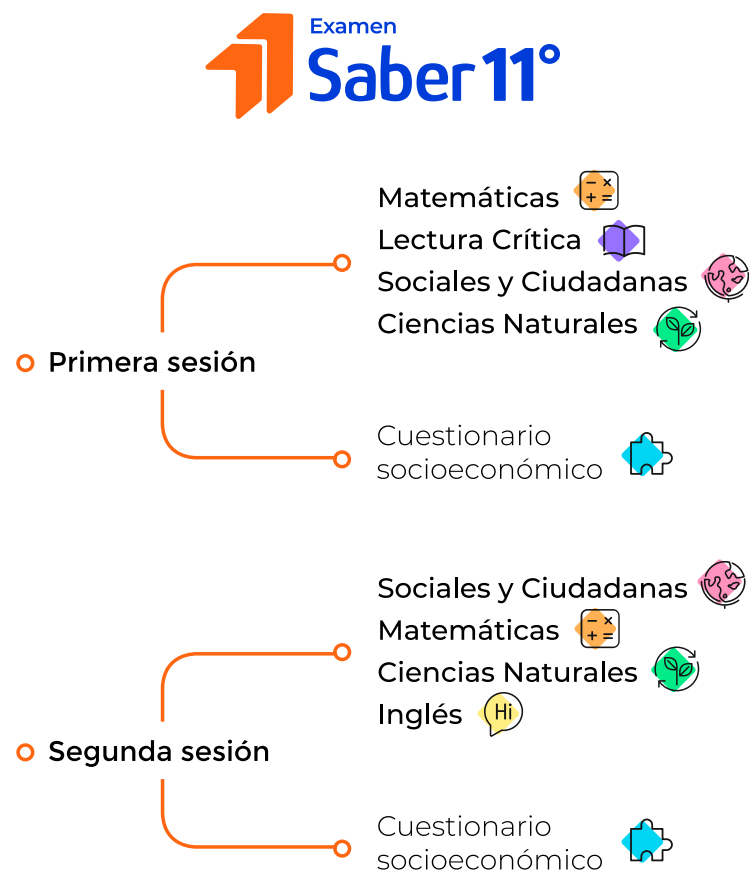 Examen
Saber 11°
Matemáticas
Lectura Crítica
Sociales y Ciudadanas
Ciencias Naturales
Primera sesión
Cuestionario
socioeconómico
Sociales y Ciudadanas
Matemáticas
Ciencias Naturales
Inglés
Hi
Segunda sesión
Cuestionario
socioeconómico